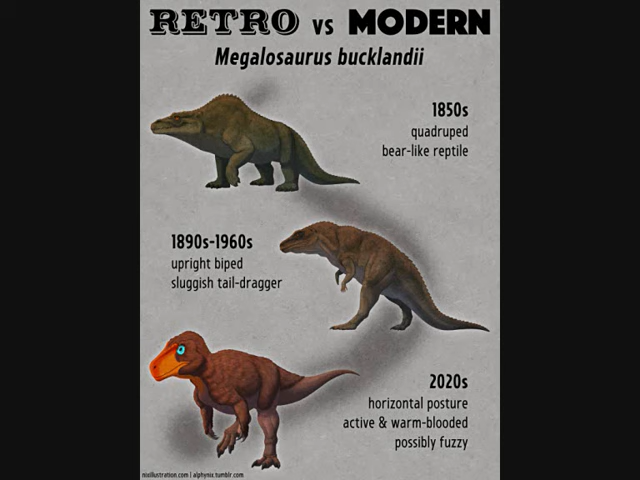 RETRO vs MODERN
Megalosaurus bucklandii
1850s
quadruped
bear-like reptile
1890s-1960s
upright biped
sluggish tail-dragger
2020s
horizontal posture
active & warm-blooded
possibly fuzzy
nixillustration.com | alphynix.tumblr.com